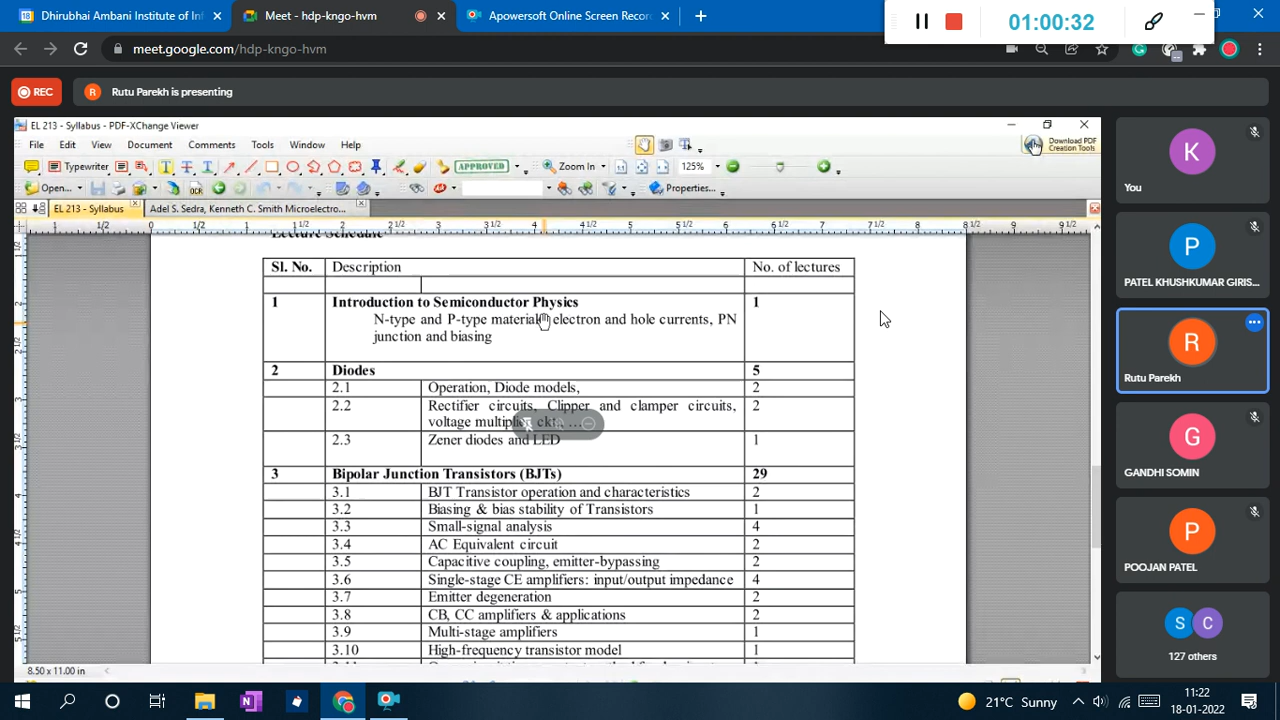 Dhirubhai Ambani Institute of Inf
Meet - hdp-kngo-hvm
Apowersoft Online Screen Record
01:00:32
meet.google.com/hdp-kngo-hvm
REC
R
Rutu Parekh is presenting
EL 213 - Syllabus - PDF-XChange Viewer
File Edit View Document Comments Tools Window Help
Download PDF
Creation Tools
Typewriter
APPROVED
Zoom In
125%
Open...
OCR
Properties...
EL 213 - Syllabus
Adel S. Sedra, Kenneth C. Smith Microelectro...
Lecture Schedule
Sl. No. Description No. of lectures
1 Introduction to Semiconductor Physics 1
N-type and P-type material, electron and hole currents, PN
junction and biasing
2 Diodes 5
2.1 Operation, Diode models, 2
2.2 Rectifier circuits, Clipper and clamper circuits, 2
voltage multiplier ckts, ...
2.3 Zener diodes and LED 1
3 Bipolar Junction Transistors (BJTs) 29
3.1 BJT Transistor operation and characteristics 2
3.2 Biasing & bias stability of Transistors 1
3.3 Small-signal analysis 4
3.4 AC Equivalent circuit 2
3.5 Capacitive coupling, emitter-bypassing 2
3.6 Single-stage CE amplifiers: input/output impedance 4
3.7 Emitter degeneration 2
3.8 CB, CC amplifiers & applications 2
3.9 Multi-stage amplifiers 1
3.10 High-frequency transistor model 1
8.50 x 11.00 in
K
You
P
PATEL KHUSHKUMAR GIRIS...
R
Rutu Parekh
G
GANDHI SOMIN
P
POOJAN PATEL
S C
127 others
21°C Sunny
11:22
18-01-2022